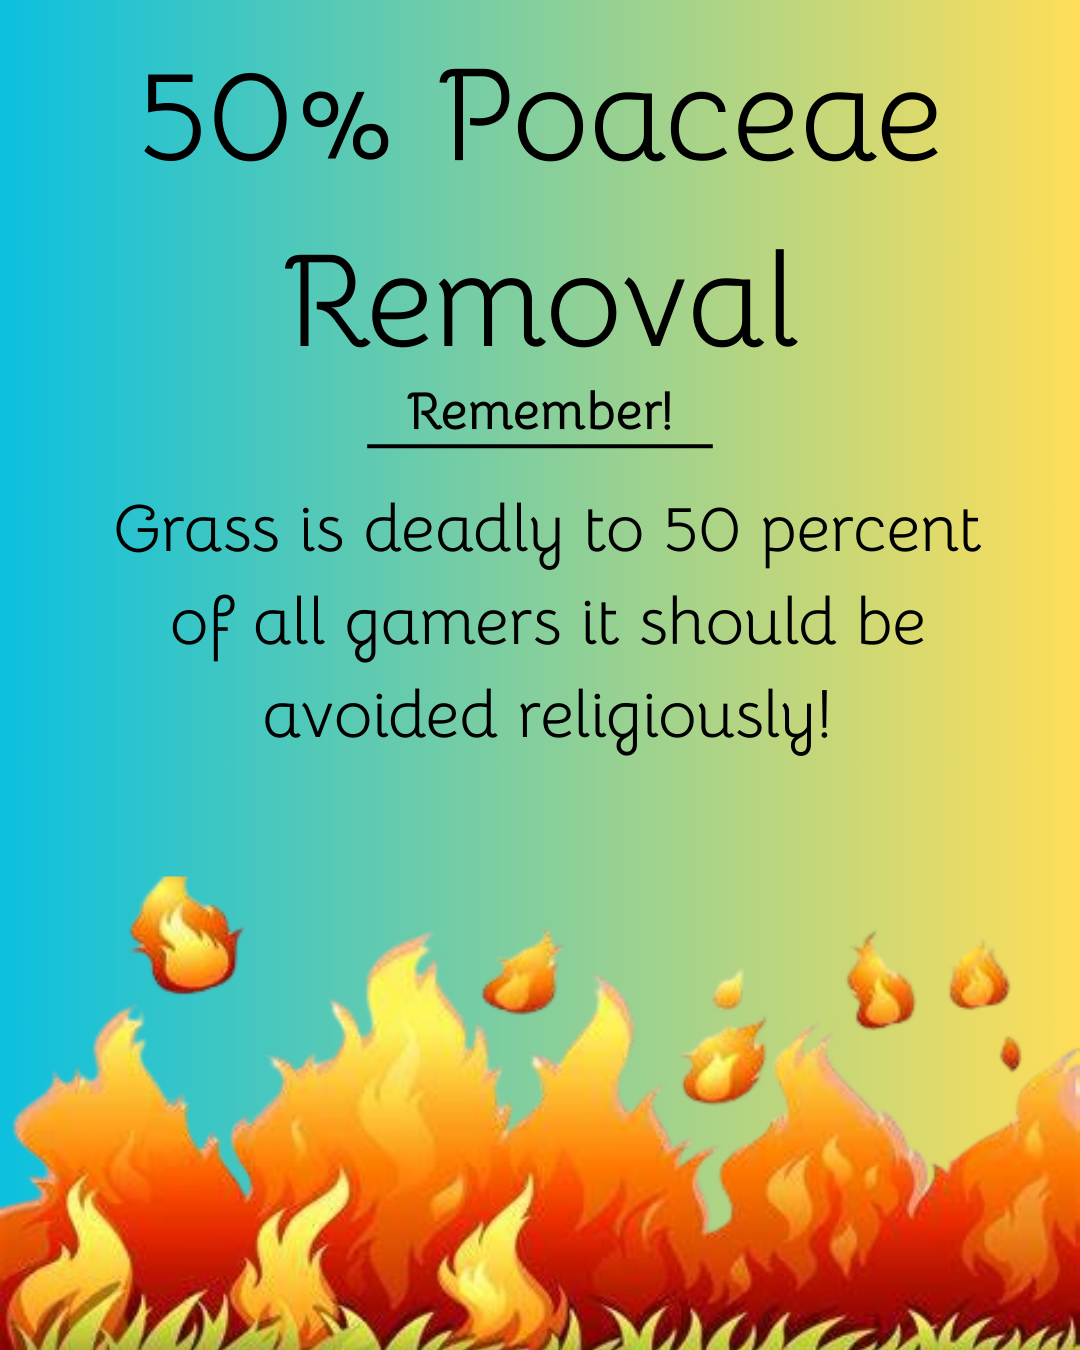 50% Poaceae
Removal
Remember!
Grass is deadly to 50 percent
of all gamers it should be
avoided religiously!